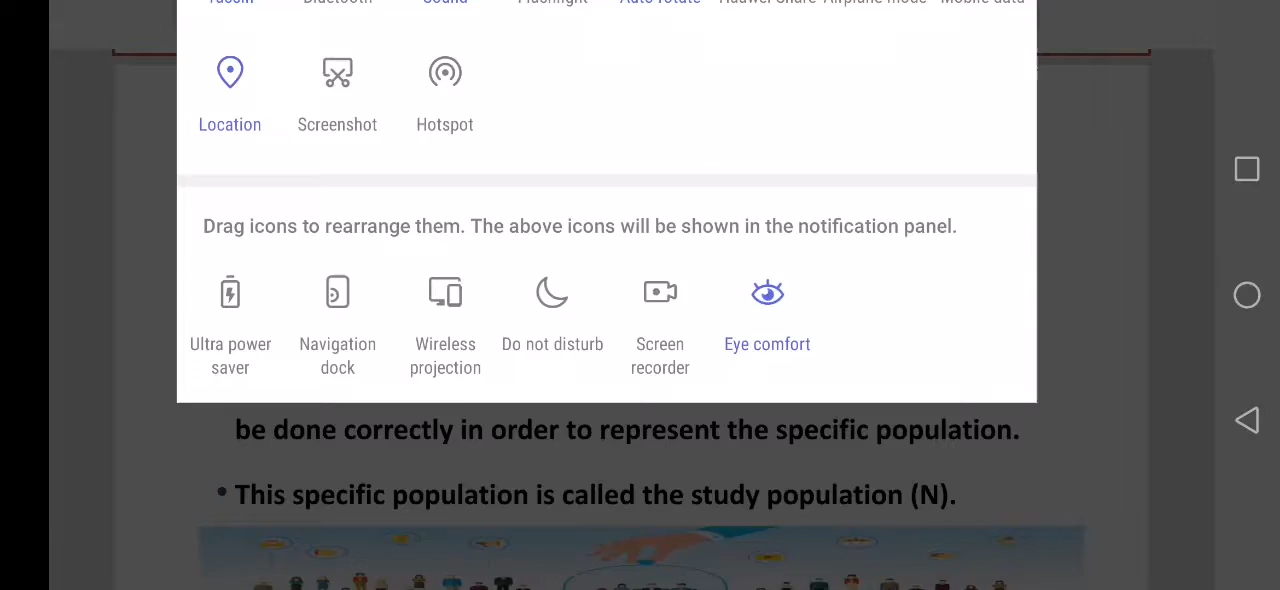 Location Screenshot Hotspot
Drag icons to rearrange them. The above icons will be shown in the notification panel.
Ultra power saver
Navigation dock
Wireless projection
Do not disturb
Screen recorder
Eye comfort
be done correctly in order to represent the specific population.
• This specific population is called the study population (N).